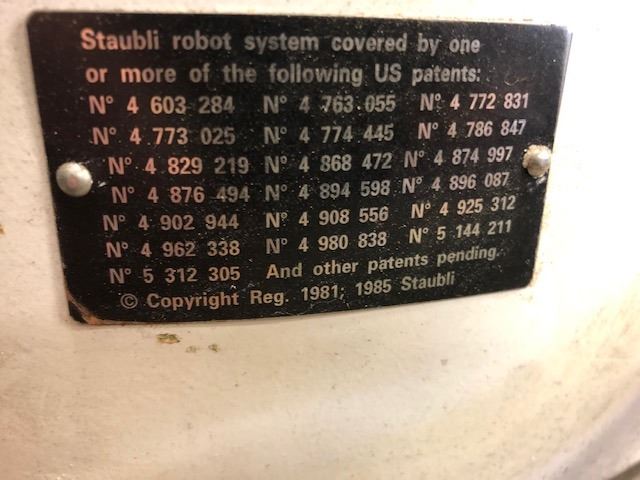 Staubli robot system covered by one
or more of the following US patents:
N° 4 603 284 N° 4 763 055 N° 4 772 831
N° 4 773 025 N° 4 774 445 N° 4 786 847
N° 4 829 219 N° 4 868 472 N° 4 874 997
N° 4 876 494 N° 4 894 598 N° 4 896 087
N° 4 902 944 N° 4 908 556 N° 4 925 312
N° 4 962 338 N° 4 980 838 N° 5 144 211
N° 5 312 305 And other patents pending.
© Copyright Reg. 1981; 1985 Staubli